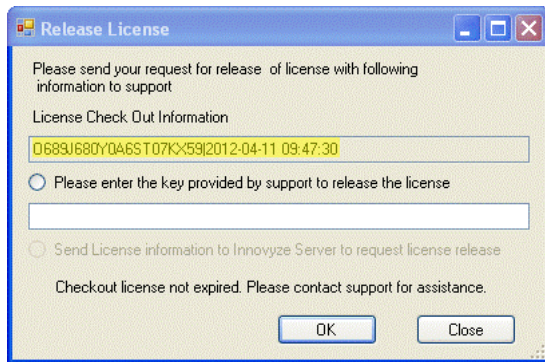 Release License
Please send your request for release of license with following
information to support
License Check Out Information
O689J680Y0A6ST07KX59|2012-04-11 09:47:30
Please enter the key provided by support to release the license
Send License information to Innovyze Server to request license release
Checkout license not expired. Please contact support for assistance.
OK
Close